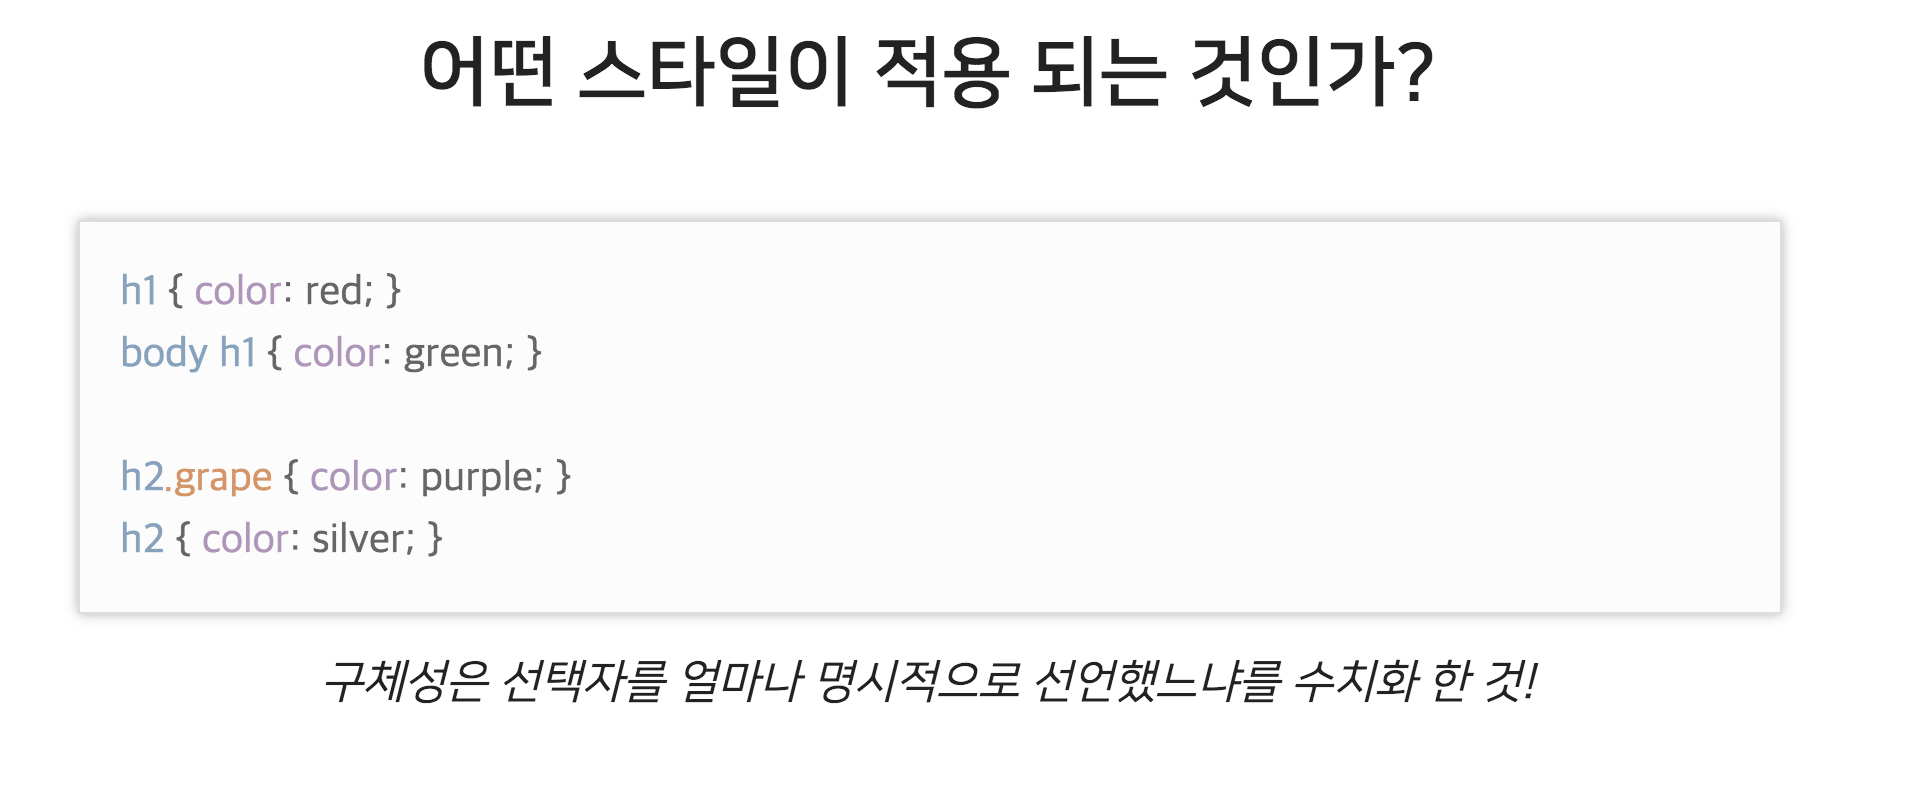 어떤 스타일이 적용 되는 것인가?
h1 { color: red; }
body h1 { color: green; }
h2.grape { color: purple; }
h2 { color: silver; }
구체성은 선택자를 얼마나 명시적으로 선언했느냐를 수치화 한 것!